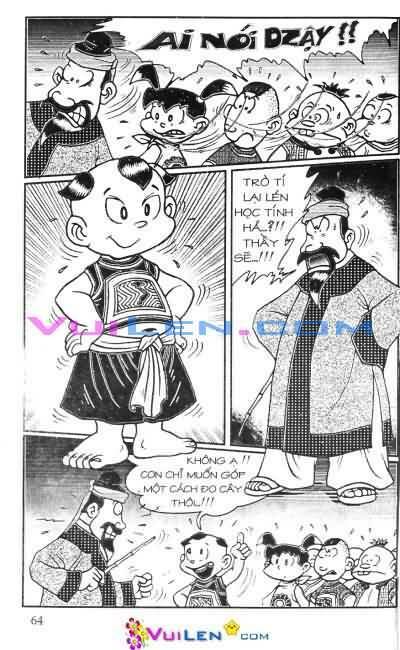 AI NÓI DZẬY !!
TRÒ TÍ
LẠI LÉN
HỌC TÍNH
HẢ...?!!!
THẦY
SẼ...!!!
VUILEN.COM
KHÔNG Ạ !!
CON CHỈ MUỐN GÓP
MỘT CÁCH ĐO CÂY
THÔI...!!!
64
VUILEN.COM